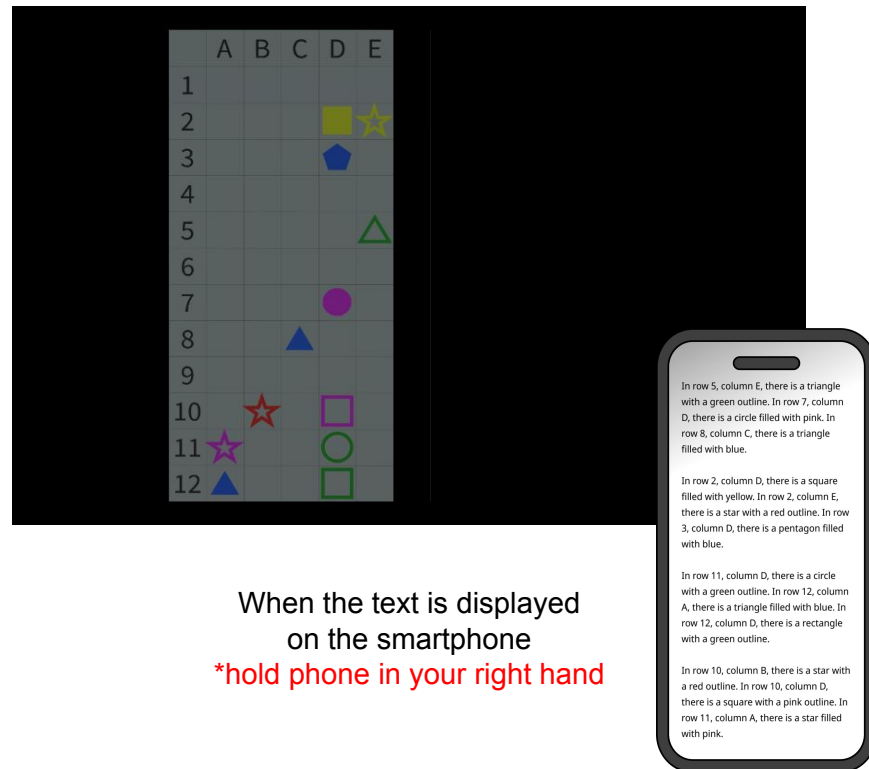 A B C D E
1
2
3
4
5
6
7
8
9
10
11
12
In row 5, column E, there is a triangle
with a green outline. In row 7, column
D, there is a circle filled with pink. In
row 8, column C, there is a triangle
filled with blue.
In row 2, column D, there is a square
filled with yellow. In row 2, column E,
there is a star with a red outline. In row
3, column D, there is a pentagon filled
with blue.
In row 11, column D, there is a circle
with a green outline. In row 12, column
A, there is a triangle filled with blue. In
row 12, column D, there is a rectangle
with a green outline.
In row 10, column B, there is a star with
a red outline. In row 10, column D,
there is a square with a pink outline. In
row 11, column A, there is a star filled
with pink.
When the text is displayed
on the smartphone
*hold phone in your right hand